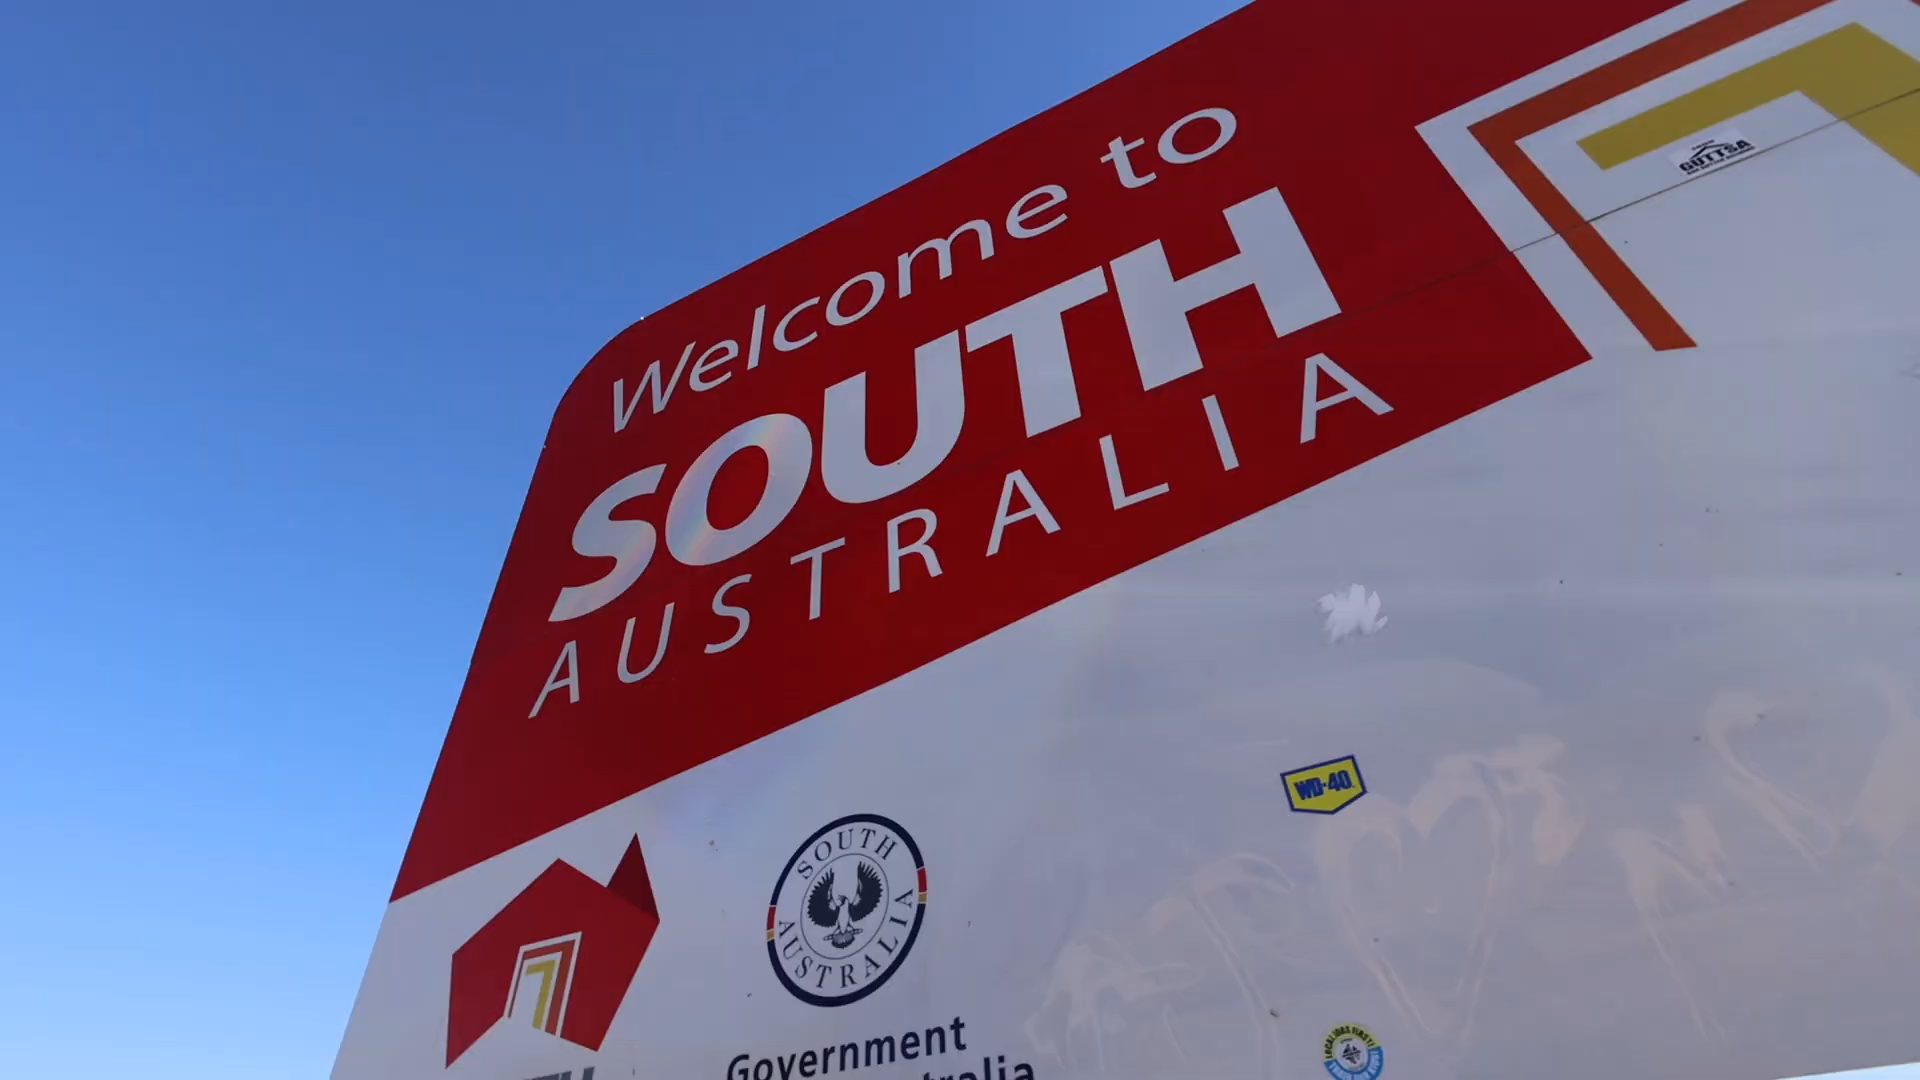 Welcome to
SOUTH
AUSTRALIA
GUTTSA
WD-40
SOUTH
AUSTRALIA
Government